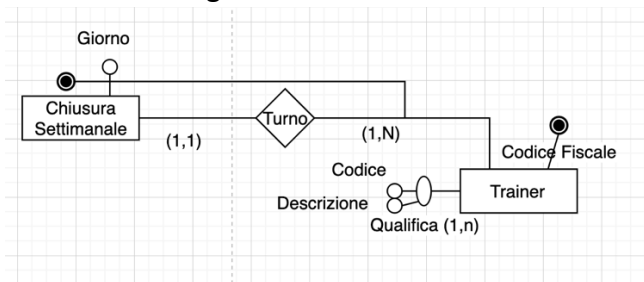 Giorno
Chiusura
Settimanale
Turno
(1,1)
(1,N)
Codice Fiscale
Codice
Trainer
Descrizione
Qualifica (1,n)